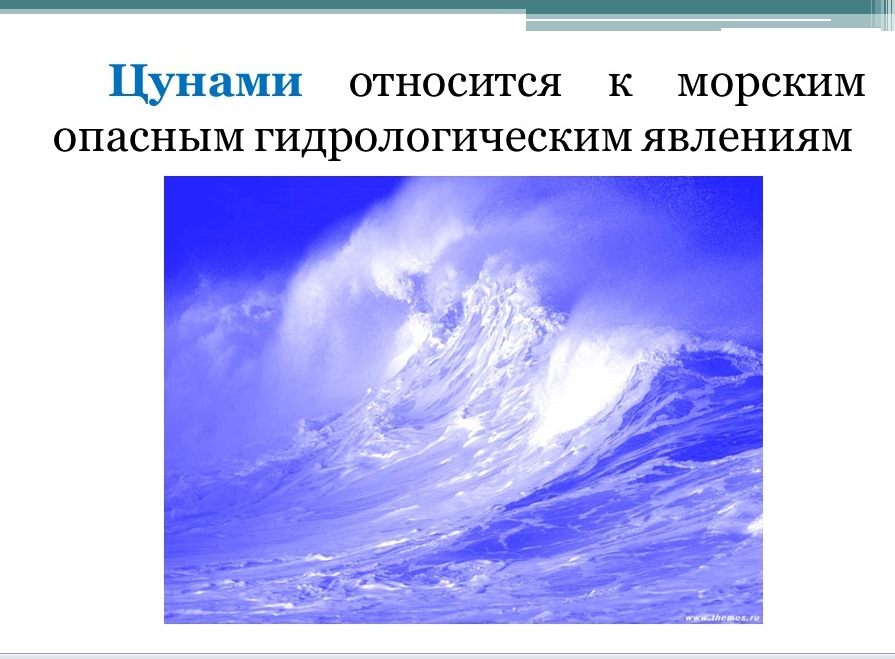 Цунами относится к морским
опасным гидрологическим явлениям
www.themes.ru